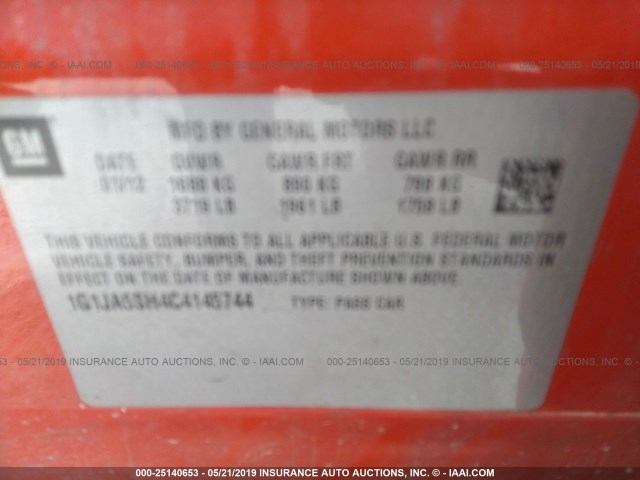 000-25140653 - 05/21/2019 INSURANCE AUTO AUCTIONS, INC. - IAAI.COM
GM
MFD BY GENERAL MOTORS LLC
DATE GVWR GAWR FRT GAWR RR
01/12 KG 890 KG 798 KG
3719 LB 1961 LB 1759 LB
THIS VEHICLE CONFORMS TO ALL APPLICABLE U.S. FEDERAL MOTOR
VEHICLE SAFETY, BUMPER, AND THEFT PREVENTION STANDARDS IN
EFFECT ON THE DATE OF MANUFACTURE SHOWN ABOVE.
1G1JA5SH4C4145744 TYPE: PASS CAR
000-25140653 - 05/21/2019 INSURANCE AUTO AUCTIONS, INC. - IAAI.COM
000-25140653 - 05/21/2019 INSURANCE AUTO AUCTIONS, INC. - IAAI.COM